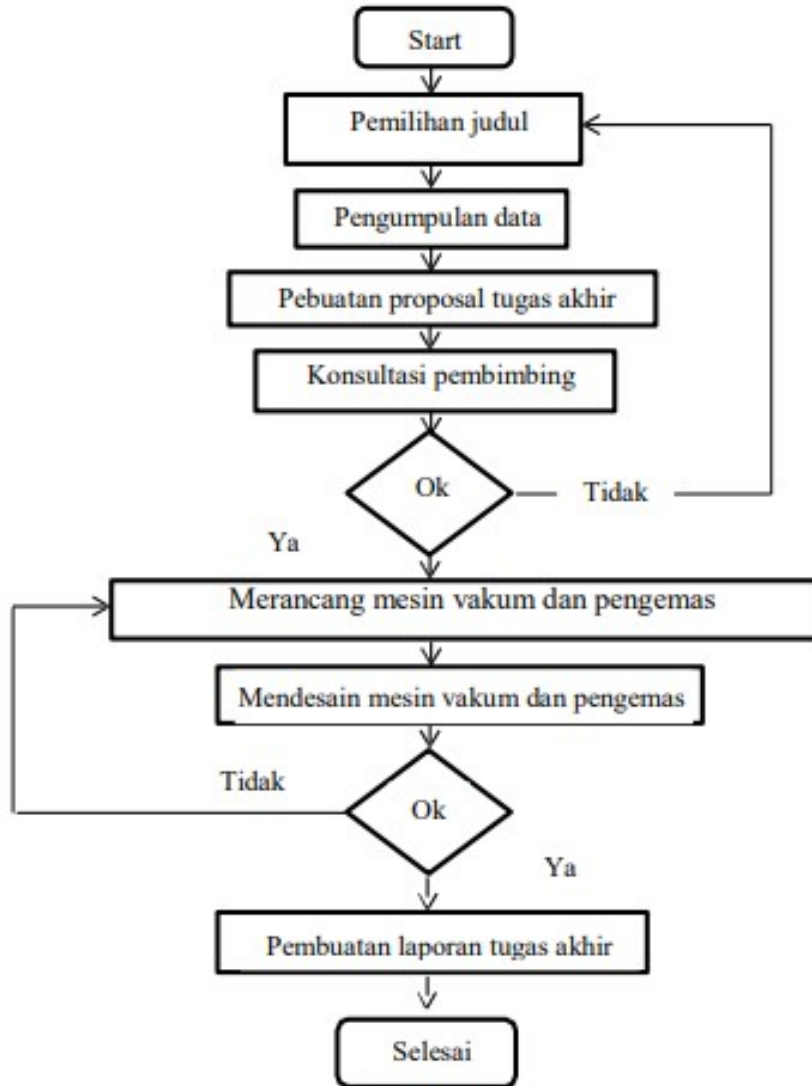 Start
Pemilihan judul
Pengumpulan data
Pebuatan proposal tugas akhir
Konsultasi pembimbing
Ok
Tidak
Ya
Merancang mesin vakum dan pengemas
Mendesain mesin vakum dan pengemas
Tidak
Ok
Ya
Pembuatan laporan tugas akhir
Selesai